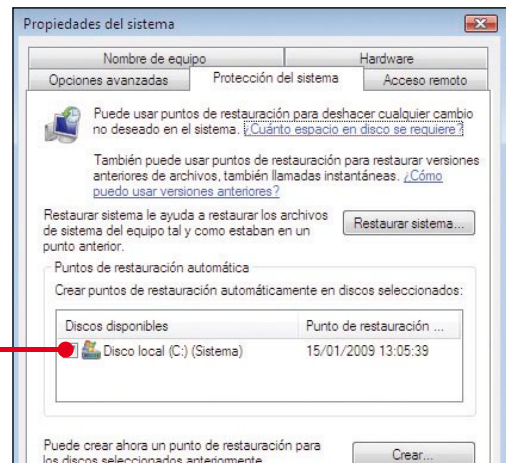 Propiedades del sistema
Nombre de equipo
Hardware
Opciones avanzadas
Protección del sistema
Acceso remoto
Puede usar puntos de restauración para deshacer cualquier cambio
no deseado en el sistema. ¿Cuánto espacio en disco se requiere?
También puede usar puntos de restauración para restaurar versiones
anteriores de archivos, también llamadas instantáneas. ¿Cómo
puedo usar versiones anteriores?
Restaurar sistema le ayuda a restaurar los archivos
de sistema del equipo tal y como estaban en un
punto anterior.
Restaurar sistema...
Puntos de restauración automática
Crear puntos de restauración automáticamente en discos seleccionados:
Discos disponibles
Punto de restauración ...
Disco local (C:) (Sistema)
15/01/2009 13:05:39
Puede crear ahora un punto de restauración para
los discos seleccionados anteriormente.
Crear...